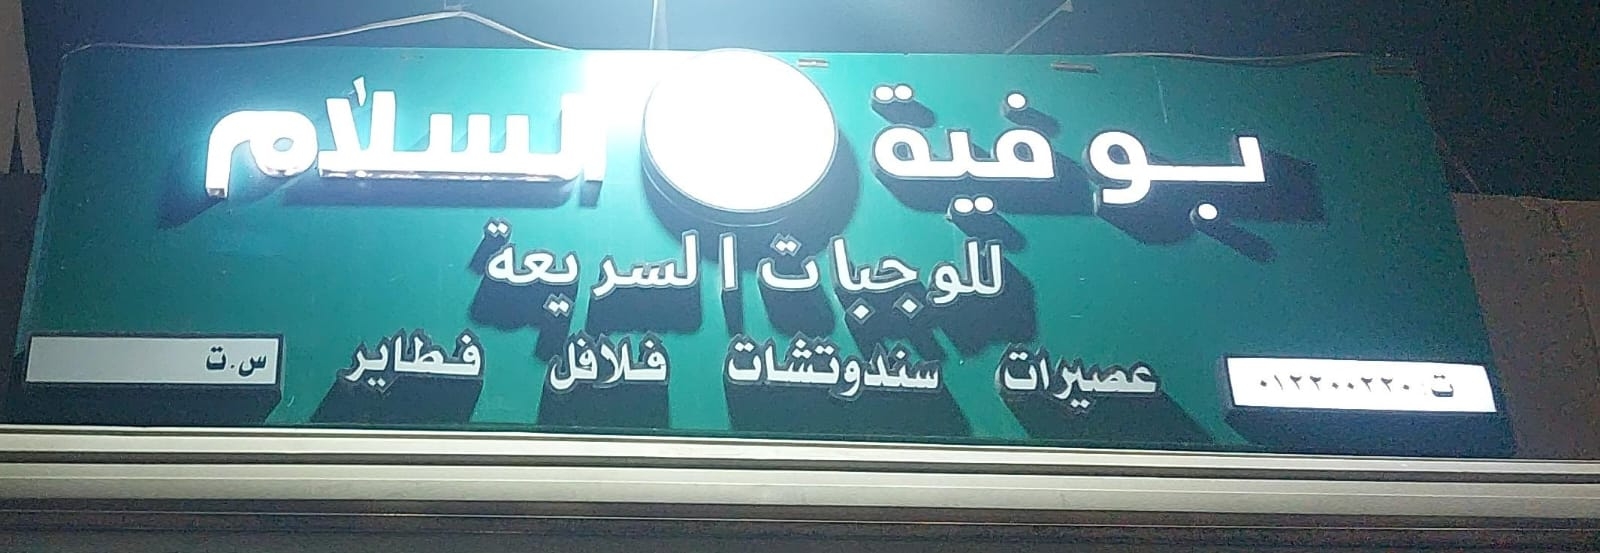 بوفية السلام
للوجبات السريعة
ت: ٠١٢٢٠٠٢٢٠ عصيرات سندوتشات فلافل فطاير س.ت